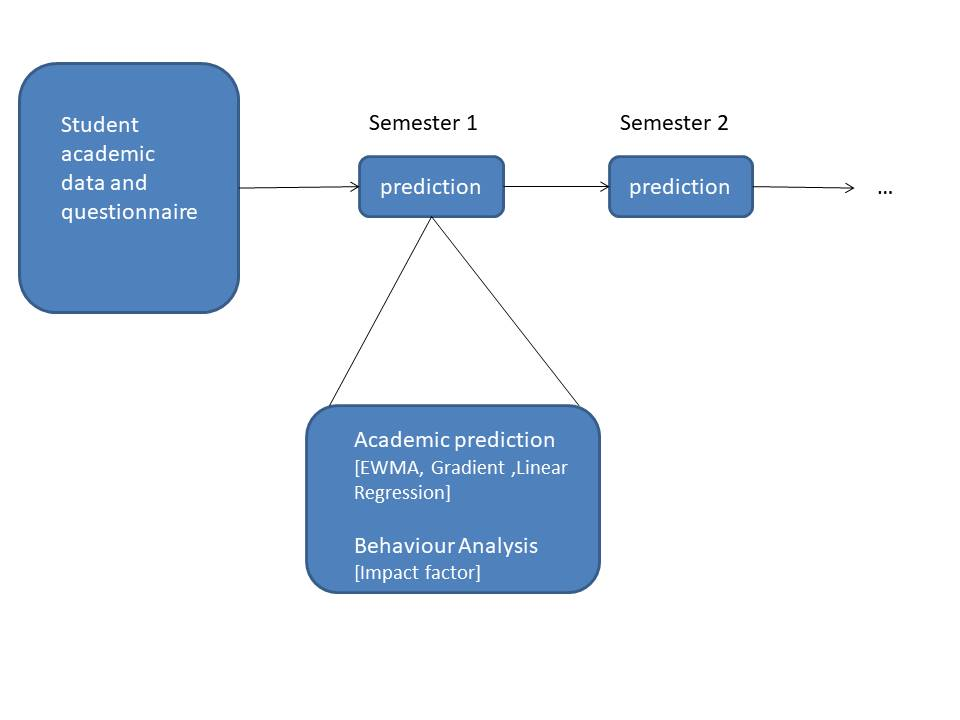 Student
academic
data and
questionnaire
Semester 1
prediction
Semester 2
prediction
...
Academic prediction
[EWMA, Gradient ,Linear
Regression]
Behaviour Analysis
[Impact factor]